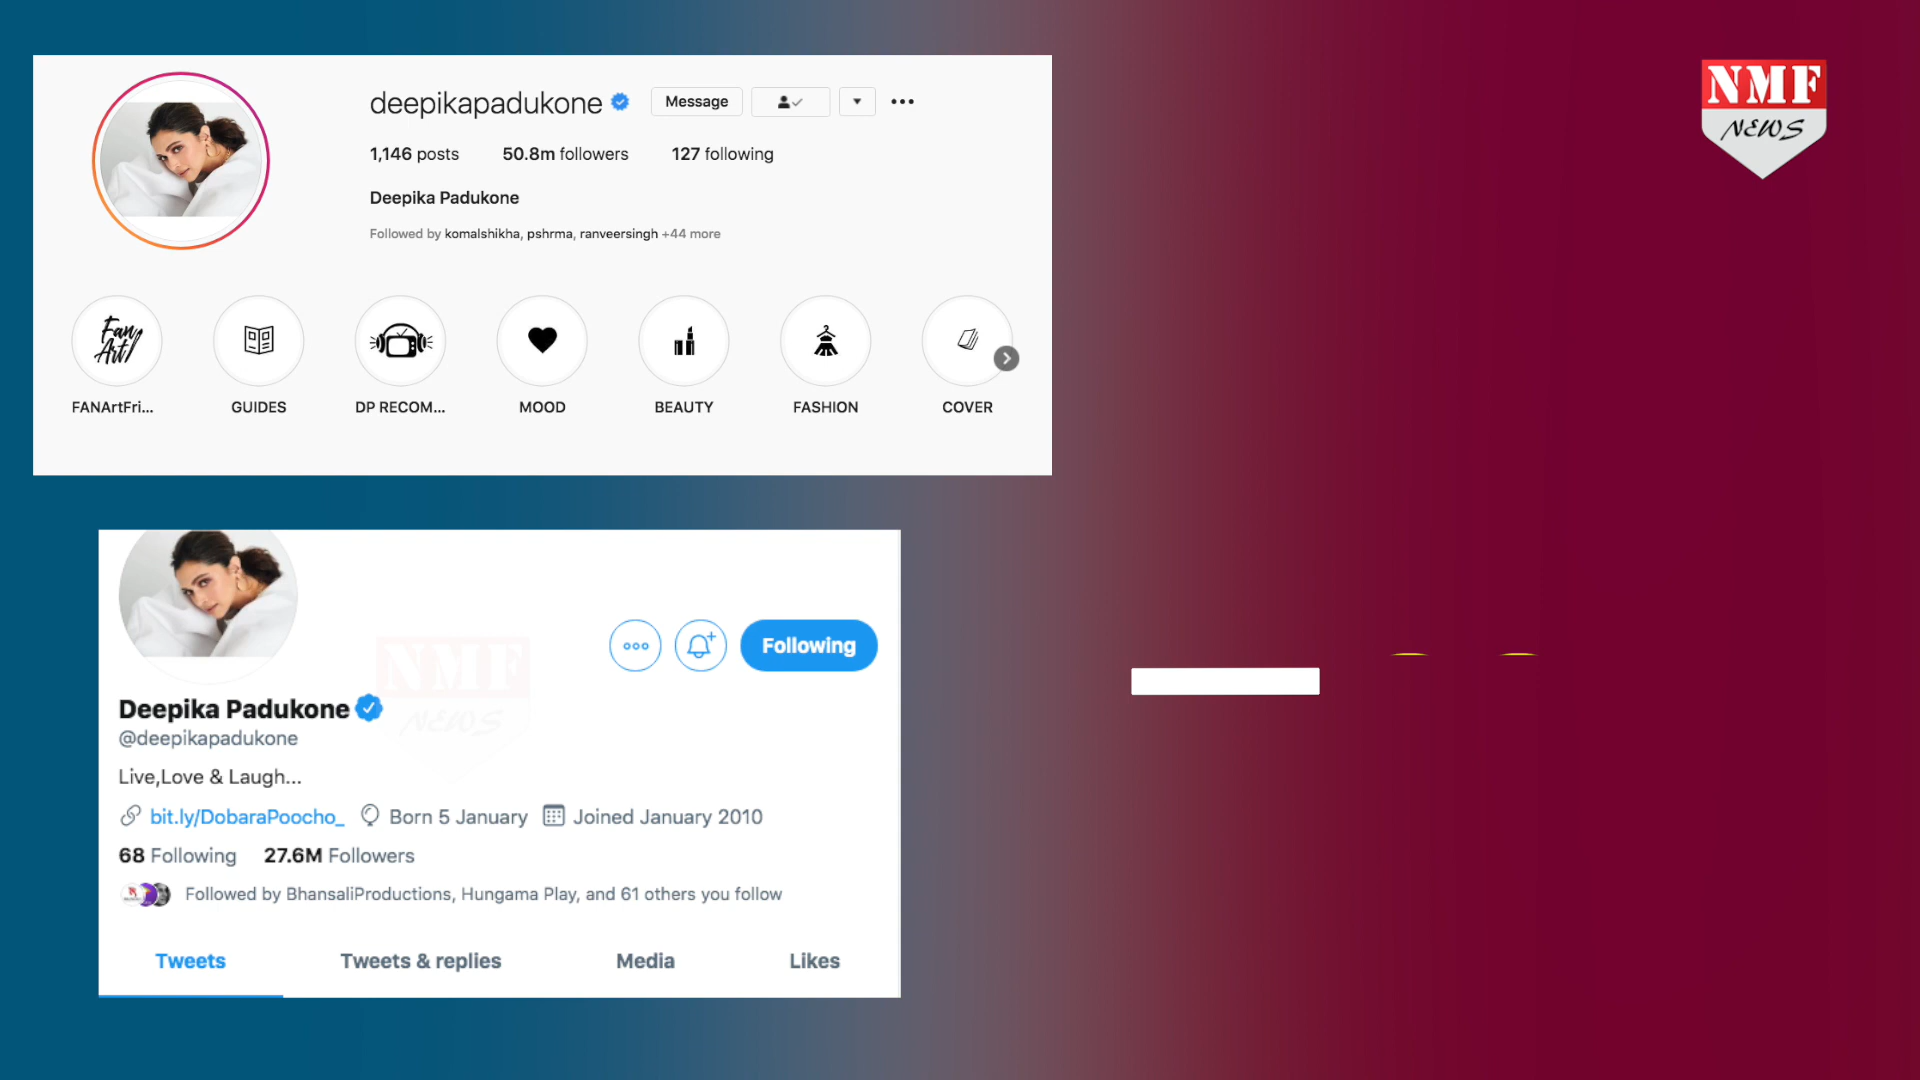 deepikapadukone Message
1,146 posts 50.8m followers 127 following
Deepika Padukone
Followed by komalshikha, pshrma, ranveersingh +44 more
Fan
Art
FANArtFri... GUIDES DP RECOM... MOOD BEAUTY FASHION COVER
NMF
NEWS
Following
NMF
NEWS
Deepika Padukone
@deepikapadukone
Live,Love & Laugh...
bit.ly/DobaraPoocho_ Born 5 January Joined January 2010
68 Following 27.6M Followers
Followed by BhansaliProductions, Hungama Play, and 61 others you follow
Tweets Tweets & replies Media Likes